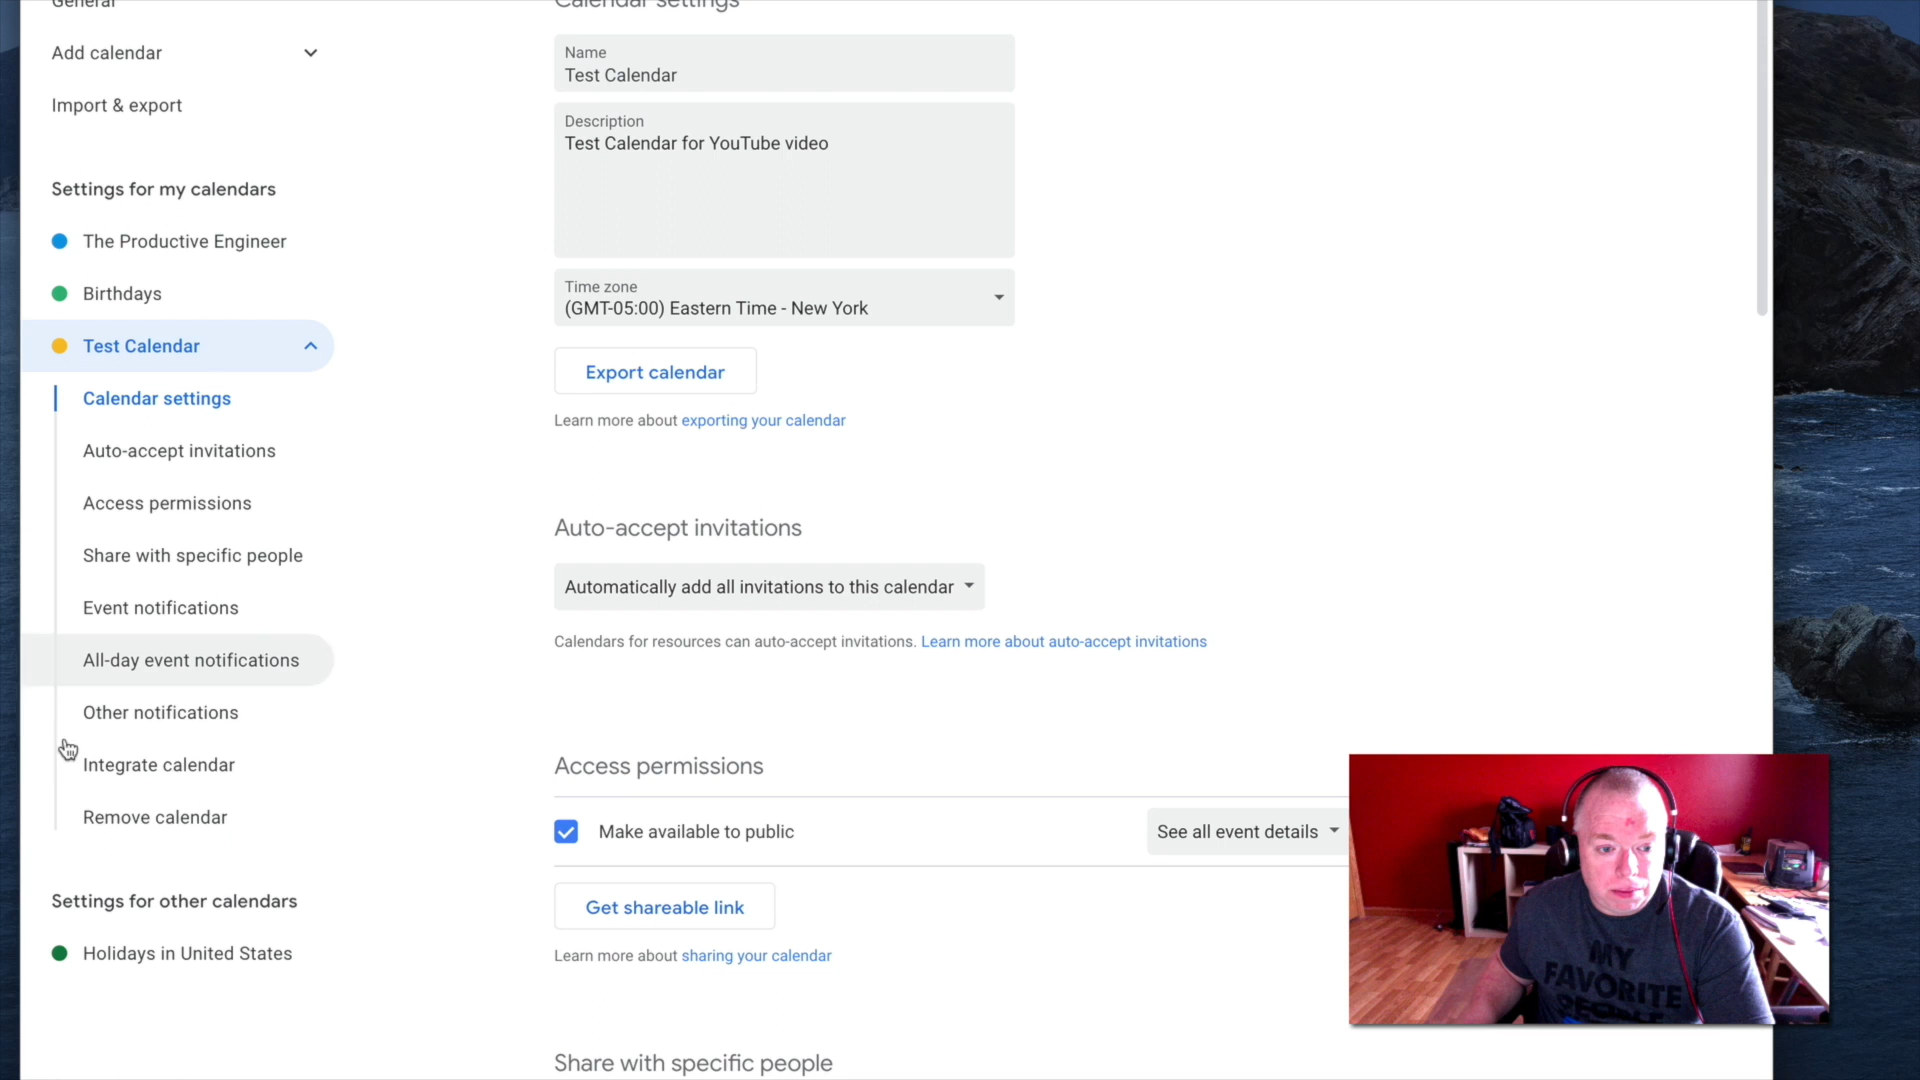 General
Add calendar
Import & export
Settings for my calendars
The Productive Engineer
Birthdays
Test Calendar
Calendar settings
Auto-accept invitations
Access permissions
Share with specific people
Event notifications
All-day event notifications
Other notifications
Integrate calendar
Remove calendar
Settings for other calendars
Holidays in United States
Calendar settings
Name
Test Calendar
Description
Test Calendar for YouTube video
Time zone
(GMT-05:00) Eastern Time - New York
Export calendar
Learn more about exporting your calendar
Auto-accept invitations
Automatically add all invitations to this calendar
Calendars for resources can auto-accept invitations. Learn more about auto-accept invitations
Access permissions
Make available to public
See all event details
Get shareable link
Learn more about sharing your calendar
Share with specific people
MY
FAVORITE
PEOPLE